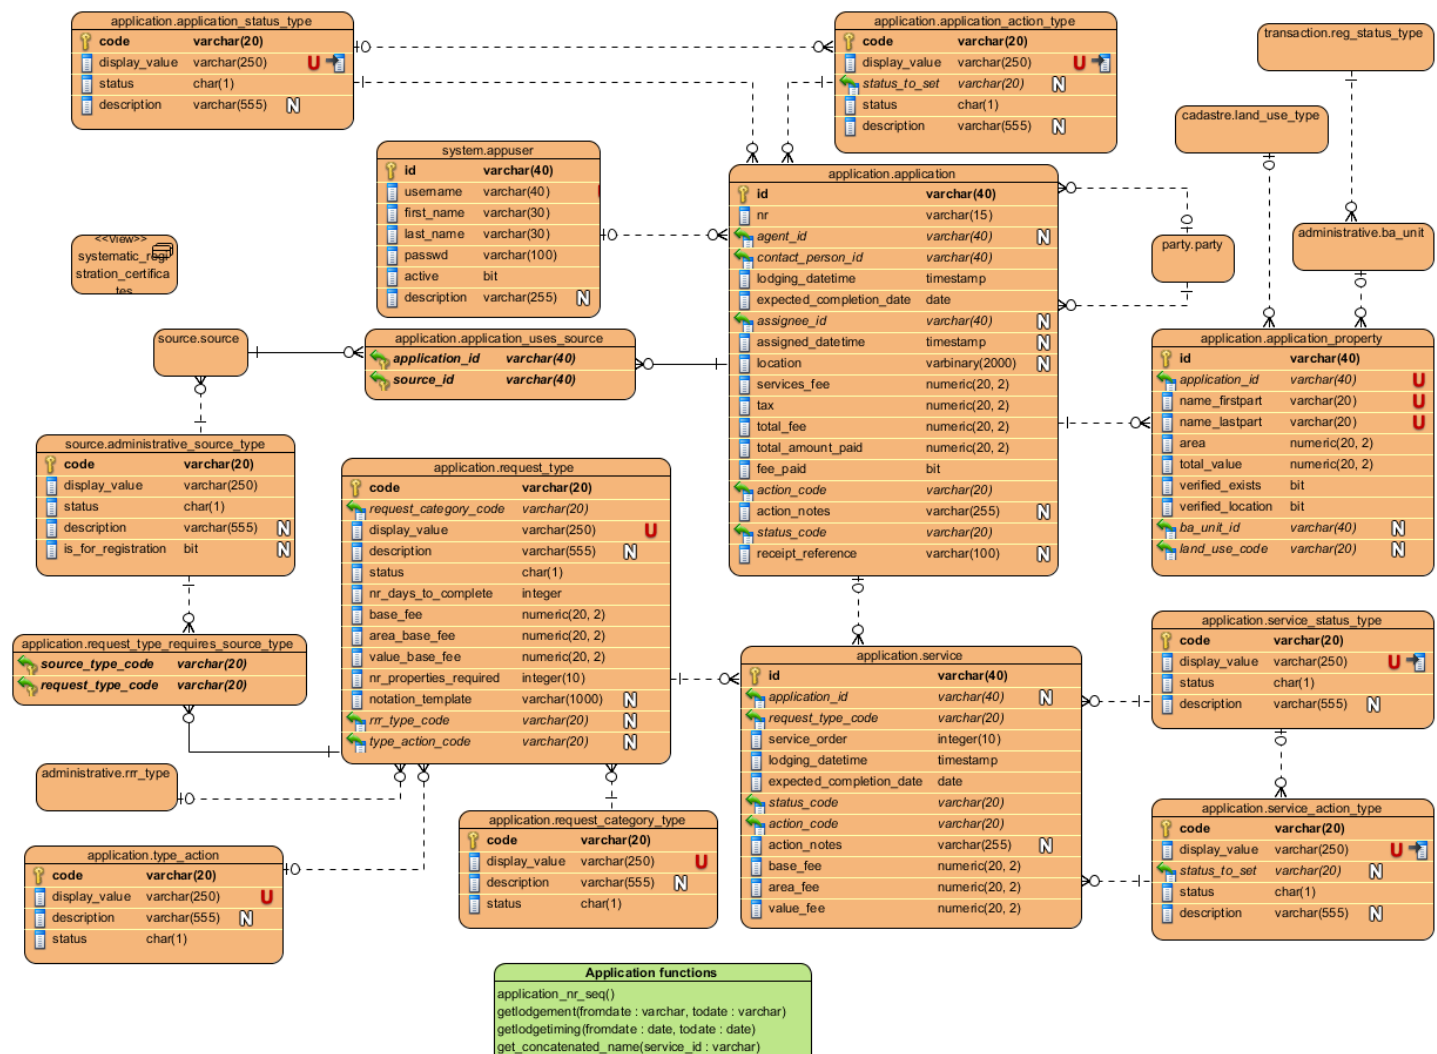 application.application_status_type
code varchar(20)
display_value varchar(250) U
status char(1)
description varchar(555) N
application.application_action_type
code varchar(20)
display_value varchar(250) U
status_to_set varchar(20) N
status char(1)
description varchar(555) N
transaction.reg_status_type
cadastre.land_use_type
system.appuser
id varchar(40)
username varchar(40)
first_name varchar(30)
last_name varchar(30)
passwd varchar(100)
active bit
description varchar(255) N
application.application
id varchar(40)
nr varchar(15)
agent_id varchar(40) N
contact_person_id varchar(40)
lodging_datetime timestamp
expected_completion_date date
assignee_id varchar(40) N
assigned_datetime timestamp N
location varbinary(2000) N
services_fee numeric(20, 2)
tax numeric(20, 2)
total_fee numeric(20, 2)
total_amount_paid numeric(20, 2)
fee_paid bit
action_code varchar(20)
action_notes varchar(255) N
status_code varchar(20)
receipt_reference varchar(100) N
party.party
administrative.ba_unit
<<View>>
systematic_regi
stration_certifica
tes
source.source
application.application_uses_source
application_id varchar(40)
source_id varchar(40)
application.application_property
id varchar(40)
application_id varchar(40) U
name_firstpart varchar(20) U
name_lastpart varchar(20) U
area numeric(20, 2)
total_value numeric(20, 2)
verified_exists bit
verified_location bit
ba_unit_id varchar(40) N
land_use_code varchar(20) N
source.administrative_source_type
code varchar(20)
display_value varchar(250)
status char(1)
description varchar(555) N
is_for_registration bit N
application.request_type
code varchar(20)
request_category_code varchar(20)
display_value varchar(250) U
description varchar(555) N
status char(1)
nr_days_to_complete integer
base_fee numeric(20, 2)
area_base_fee numeric(20, 2)
value_base_fee numeric(20, 2)
nr_properties_required integer(10)
notation_template varchar(1000) N
rrr_type_code varchar(20) N
type_action_code varchar(20) N
application.request_type_requires_source_type
source_type_code varchar(20)
request_type_code varchar(20)
application.service
id varchar(40)
application_id varchar(40) N
request_type_code varchar(20)
service_order integer(10)
lodging_datetime timestamp
expected_completion_date date
status_code varchar(20)
action_code varchar(20)
action_notes varchar(255) N
base_fee numeric(20, 2)
area_fee numeric(20, 2)
value_fee numeric(20, 2)
application.service_status_type
code varchar(20)
display_value varchar(250) U
status char(1)
description varchar(555) N
administrative.rrr_type
application.type_action
code varchar(20)
display_value varchar(250) U
description varchar(555) N
status char(1)
application.request_category_type
code varchar(20)
display_value varchar(250) U
description varchar(555) N
status char(1)
application.service_action_type
code varchar(20)
display_value varchar(250) U
status_to_set varchar(20) N
status char(1)
description varchar(555) N
Application functions
application_nr_seq()
getlodgement(fromdate : varchar, todate : varchar)
getlodgetiming(fromdate : date, todate : date)
get_concatenated_name(service_id : varchar)